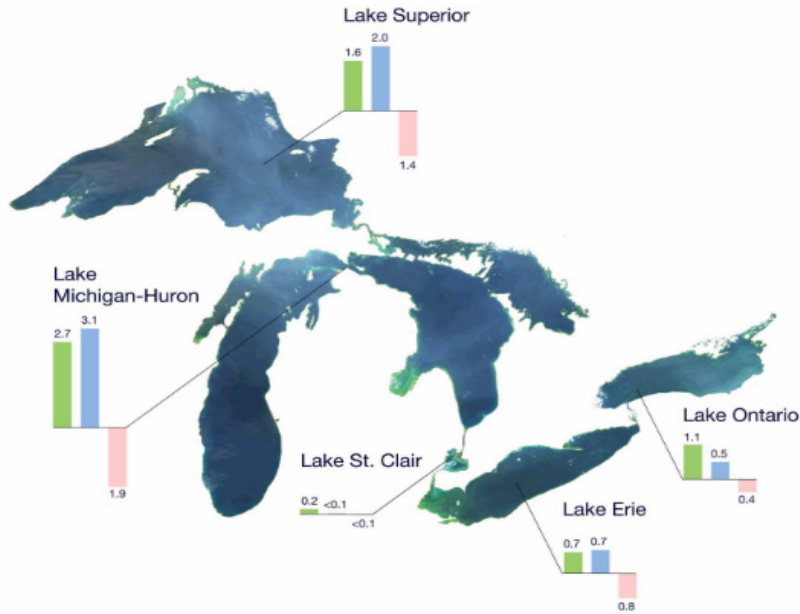 Lake Superior
1.6
2.0
1.4
Lake
Michigan-Huron
2.7
3.1
1.9
Lake Ontario
1.1
0.5
0.4
Lake St. Clair
0.2
<0.1
<0.1
Lake Erie
0.7
0.7
0.8